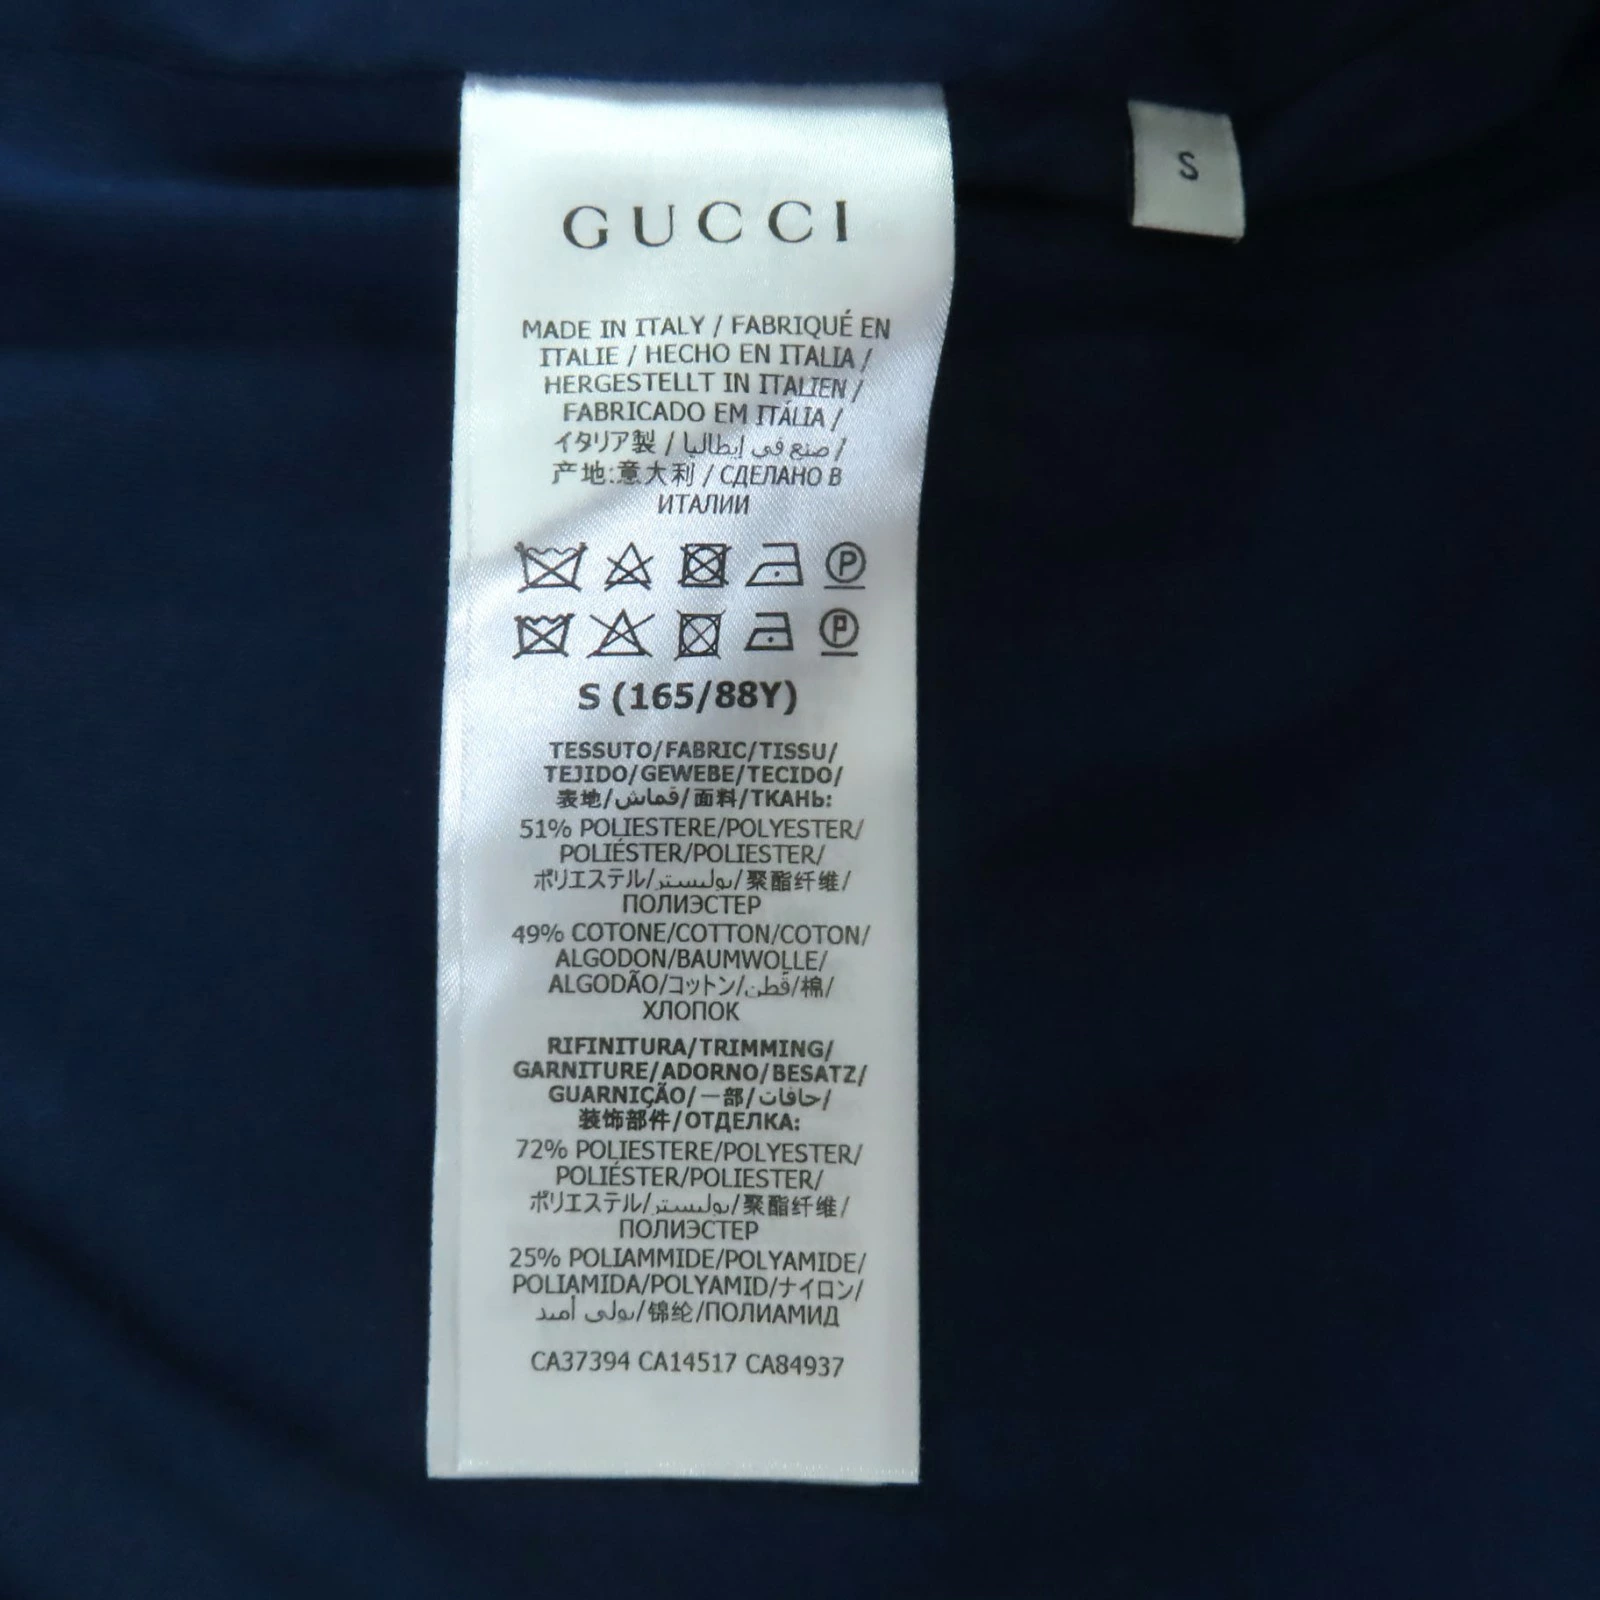 GUCCI
S
MADE IN ITALY / FABRIQUÉ EN
ITALIE / HECHO EN ITALIA /
HERGESTELLT IN ITALIEN /
FABRICADO EM ITÁLIA /
イタリア製 / صنع في إيطاليا /
产地:意大利 / СДЕЛАНО В
ИТАЛИИ
P
P
S (165/88Y)
TESSUTO/FABRIC/TISSU/
TEJIDO/GEWEBE/TECIDO/
表地/قماش/面料/ТКАНЬ:
51% POLIESTERE/POLYESTER/
POLIÉSTER/POLIESTER/
ポリエステル/بوليستر/聚酯纤维/
ПОЛИЭСТЕР
49% COTONE/COTTON/COTON/
ALGODON/BAUMWOLLE/
ALGODÃO/コットン/قطن/棉/
ХЛОПОК
RIFINITURA/TRIMMING/
GARNITURE/ADORNO/BESATZ/
GUARNIÇÃO/一部/حافات/
装饰部件/ОТДЕЛКА:
72% POLIESTERE/POLYESTER/
POLIÉSTER/POLIESTER/
ポリエステル/بوليستر/聚酯纤维/
ПОЛИЭСТЕР
25% POLIAMMIDE/POLYAMIDE/
POLIAMIDA/POLYAMID/ナイロン/
بولي أميد/锦纶/ПОЛИАМИД
CA37394 CA14517 CA84937